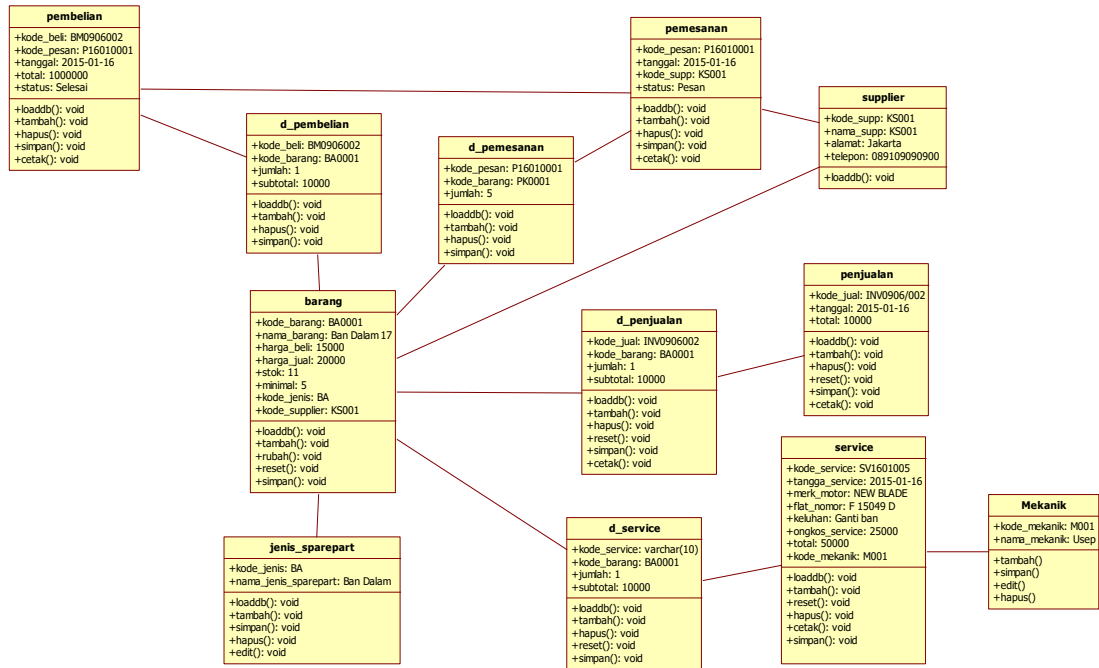 pembelian
+kode_beli: BM0906002
+kode_pesan: P16010001
+tanggal: 2015-01-16
+total: 1000000
+status: Selesai
+loaddb(): void
+tambah(): void
+hapus(): void
+simpan(): void
+cetak(): void
pemesanan
+kode_pesan: P16010001
+tanggal: 2015-01-16
+kode_supp: KS001
+status: Pesan
+loaddb(): void
+tambah(): void
+hapus(): void
+simpan(): void
+cetak(): void
supplier
+kode_supp: KS001
+nama_supp: KS001
+alamat: Jakarta
+telepon: 089109090900
+loaddb(): void
d_pembelian
+kode_beli: BM0906002
+kode_barang: BA0001
+jumlah: 1
+subtotal: 10000
+loaddb(): void
+tambah(): void
+hapus(): void
+simpan(): void
d_pemesanan
+kode_pesan: P16010001
+kode_barang: PK0001
+jumlah: 5
+loaddb(): void
+tambah(): void
+hapus(): void
+simpan(): void
barang
+kode_barang: BA0001
+nama_barang: Ban Dalam 17
+harga_beli: 15000
+harga_jual: 20000
+stok: 11
+minimal: 5
+kode_jenis: BA
+kode_supplier: KS001
+loaddb(): void
+tambah(): void
+rubah(): void
+reset(): void
+simpan(): void
d_penjualan
+kode_jual: INV0906002
+kode_barang: BA0001
+jumlah: 1
+subtotal: 10000
+loaddb(): void
+tambah(): void
+hapus(): void
+reset(): void
+simpan(): void
+cetak(): void
penjualan
+kode_jual: INV0906/002
+tanggal: 2015-01-16
+total: 10000
+loaddb(): void
+tambah(): void
+hapus(): void
+reset(): void
+simpan(): void
+cetak(): void
jenis_sparepart
+kode_jenis: BA
+nama_jenis_sparepart: Ban Dalam
+loaddb(): void
+tambah(): void
+simpan(): void
+hapus(): void
+edit(): void
d_service
+kode_service: varchar(10)
+kode_barang: BA0001
+jumlah: 1
+subtotal: 10000
+loaddb(): void
+tambah(): void
+hapus(): void
+reset(): void
+simpan(): void
service
+kode_service: SV1601005
+tangga_service: 2015-01-16
+merk_motor: NEW BLADE
+flat_nomor: F 15049 D
+keluhan: Ganti ban
+ongkos_service: 25000
+total: 50000
+kode_mekanik: M001
+loaddb(): void
+tambah(): void
+reset(): void
+hapus(): void
+cetak(): void
+simpan(): void
Mekanik
+kode_mekanik: M001
+nama_mekanik: Usep
+tambah()
+simpan()
+edit()
+hapus()